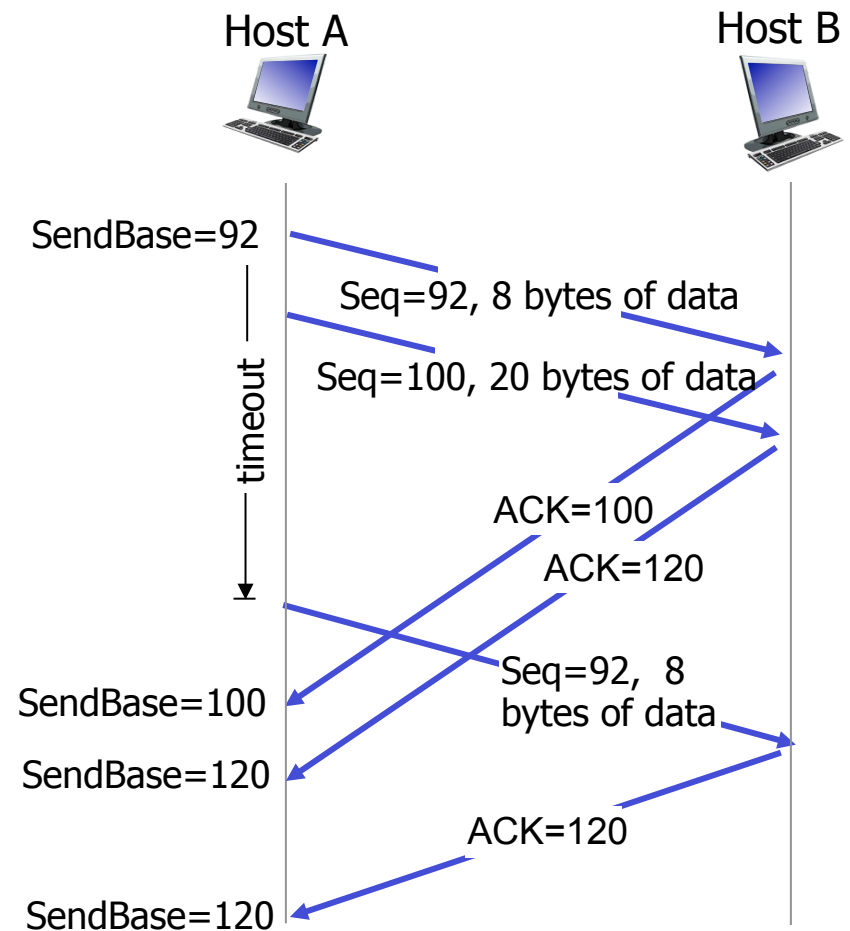 Host A
Host B
SendBase=92
Seq=92, 8 bytes of data
Seq=100, 20 bytes of data
timeout
ACK=100
ACK=120
Seq=92,  8
bytes of data
SendBase=100
SendBase=120
ACK=120
SendBase=120